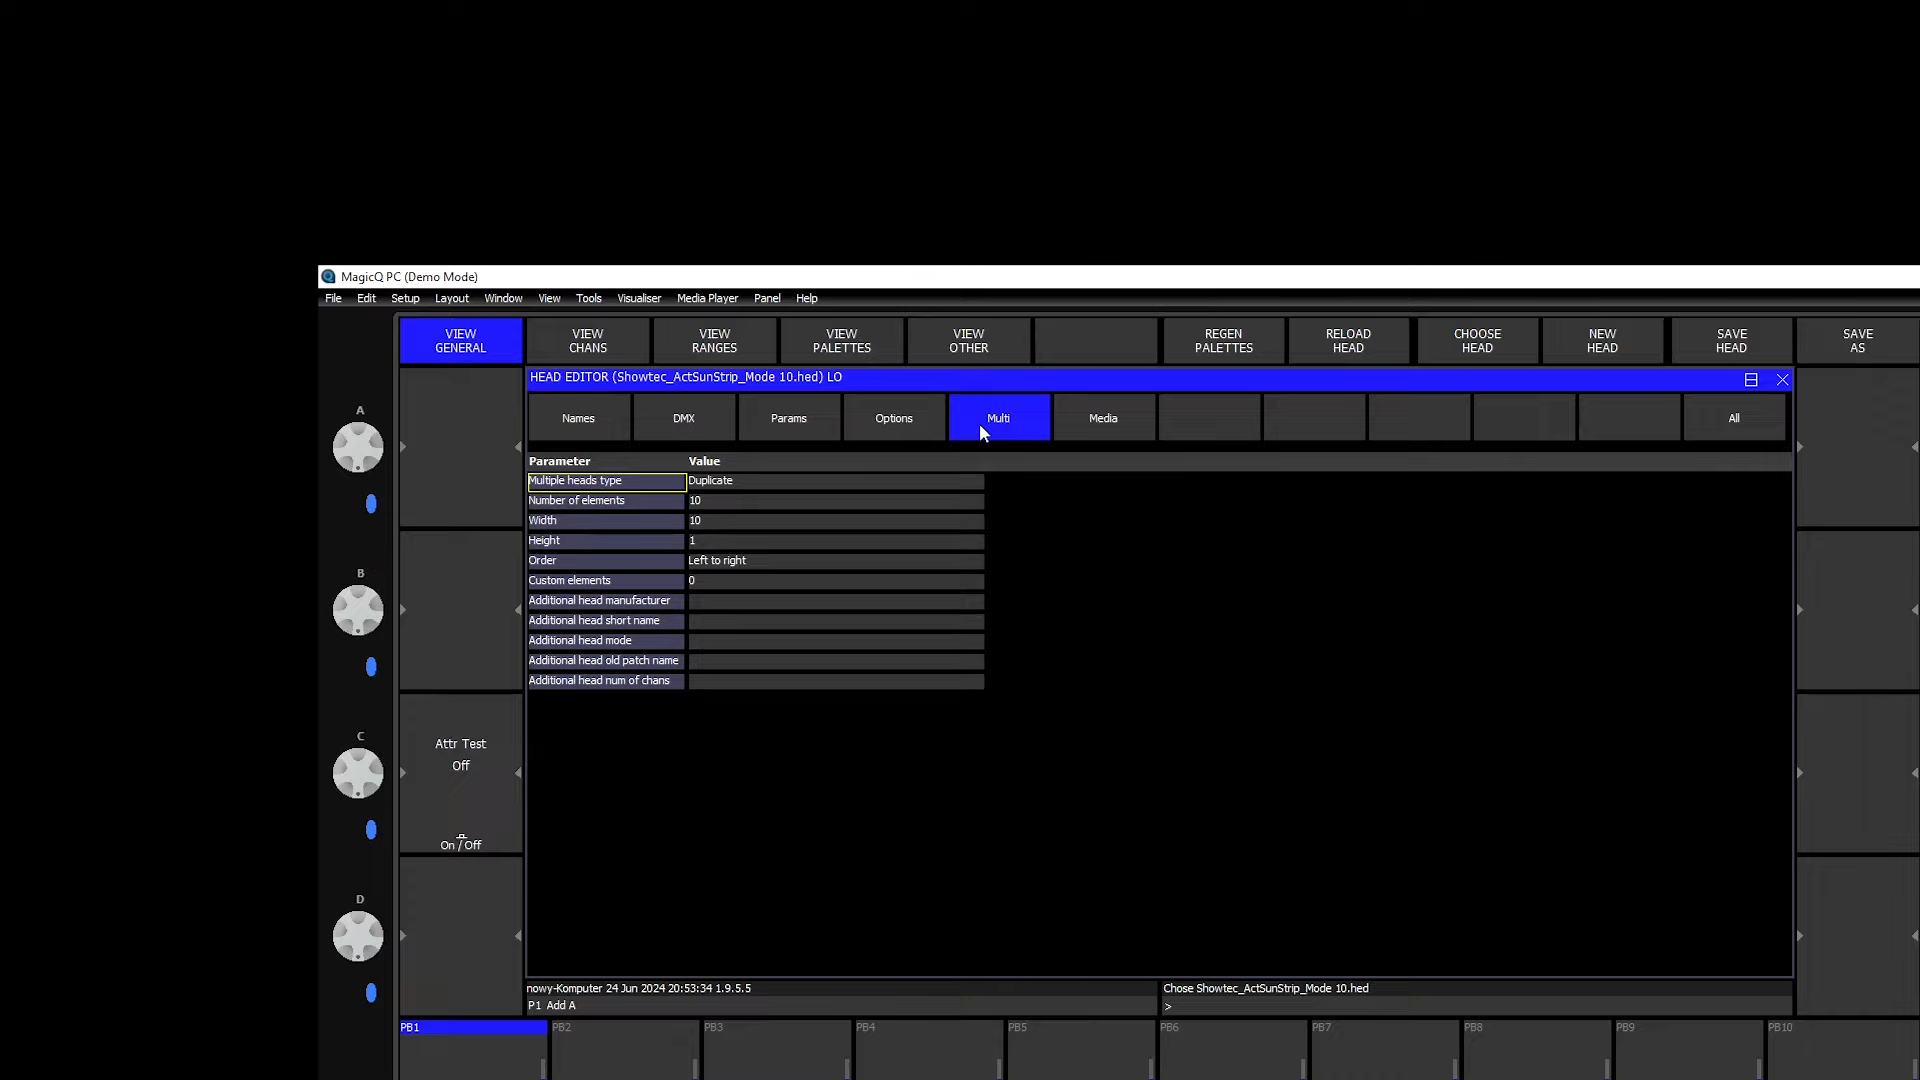 MagicQ PC (Demo Mode)
File Edit Setup Layout Window View Tools Visualiser Media Player Panel Help
VIEW GENERAL
VIEW CHANS
VIEW RANGES
VIEW PALETTES
VIEW OTHER
REGEN PALETTES
RELOAD HEAD
CHOOSE HEAD
NEW HEAD
SAVE HEAD
SAVE AS
HEAD EDITOR (Showtec_ActSunStrip_Mode 10.hed) LO
Names DMX Params Options Multi Media All
Parameter Value
Multiple heads type Duplicate
Number of elements 10
Width 10
Height 1
Order Left to right
Custom elements 0
Additional head manufacturer
Additional head short name
Additional head mode
Additional head old patch name
Additional head num of chans
A
B
C
D
Attr Test
Off
On / Off
nowy-Komputer 24 Jun 2024 20:53:34 1.9.5.5
P1 Add A
Chose Showtec_ActSunStrip_Mode 10.hed
>
PB1 PB2 PB3 PB4 PB5 PB6 PB7 PB8 PB9 PB10